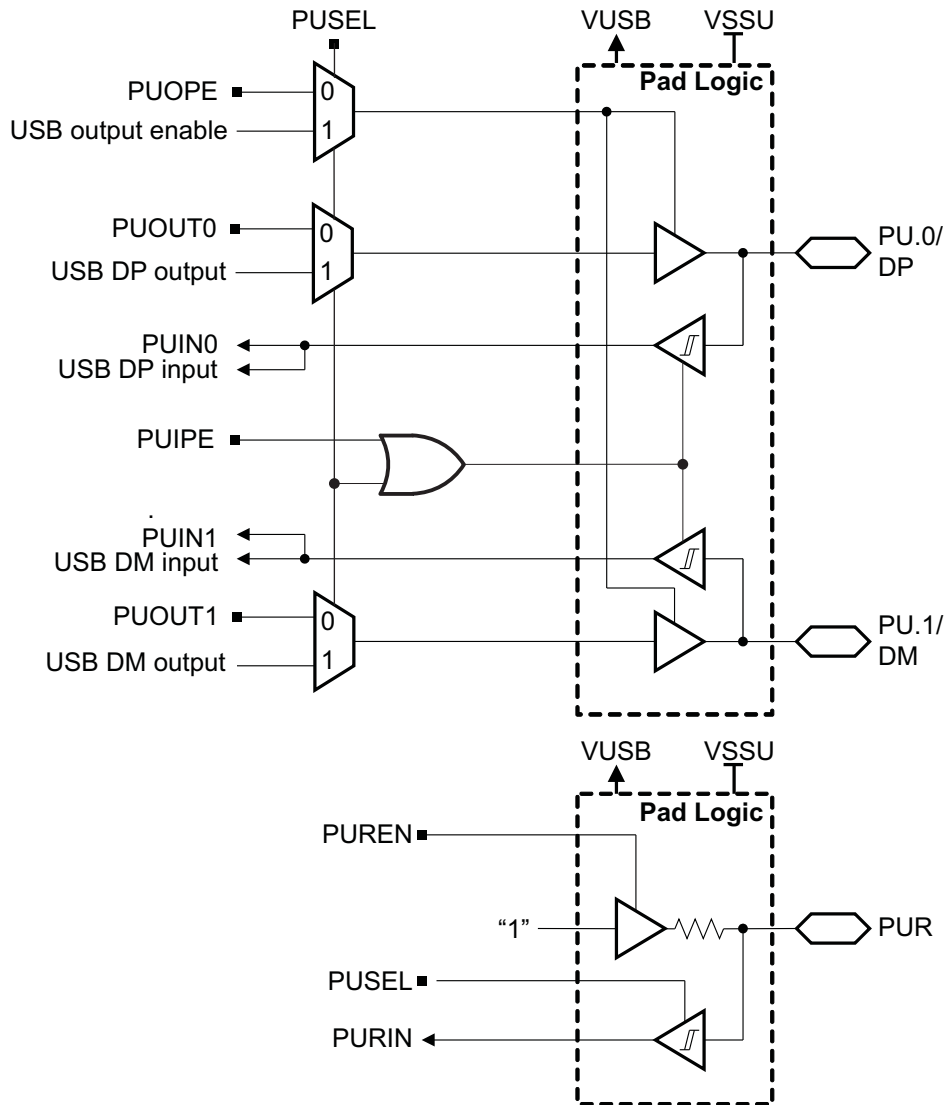 PUSEL
VUSB
VSSU
Pad Logic
PUOPE
0
USB output enable
1
PUOUT0
0
USB DP output
1
PU.0/
DP
PUIN0
USB DP input
PUIPE
PUIN1
USB DM input
PUOUT1
0
USB DM output
1
PU.1/
DM
VUSB
VSSU
Pad Logic
PUREN
“1”
PUR
PUSEL
PURIN